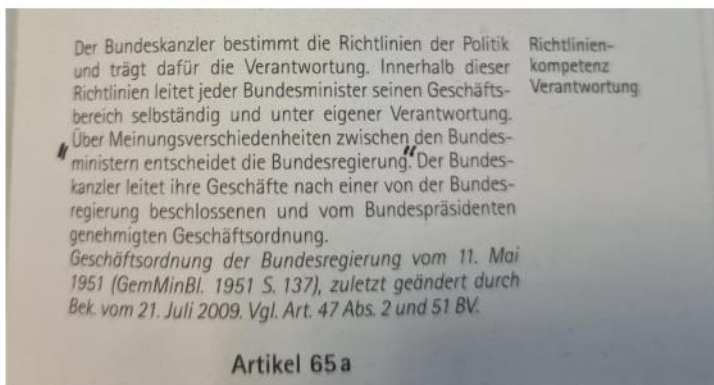 Der Bundeskanzler bestimmt die Richtlinien der Politik
und trägt dafür die Verantwortung. Innerhalb dieser
Richtlinien leitet jeder Bundesminister seinen Geschäfts-
bereich selbständig und unter eigener Verantwortung.
"Über Meinungsverschiedenheiten zwischen den Bundes-
ministern entscheidet die Bundesregierung." Der Bundes-
kanzler leitet ihre Geschäfte nach einer von der Bundes-
regierung beschlossenen und vom Bundespräsidenten
genehmigten Geschäftsordnung.
Geschäftsordnung der Bundesregierung vom 11. Mai
1951 (GemMinBl. 1951 S. 137), zuletzt geändert durch
Bek. vom 21. Juli 2009. Vgl. Art. 47 Abs. 2 und 51 BV.
Richtlinien-
kompetenz
Verantwortung
Artikel 65a